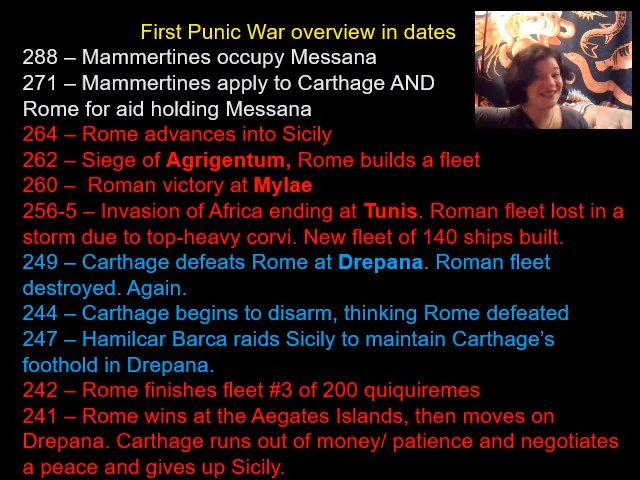 First Punic War overview in dates
288 – Mammertines occupy Messana
271 – Mammertines apply to Carthage AND
Rome for aid holding Messana
264 – Rome advances into Sicily
262 – Siege of Agrigentum, Rome builds a fleet
260 –  Roman victory at Mylae
256-5 – Invasion of Africa ending at Tunis. Roman fleet lost in a
storm due to top-heavy corvi. New fleet of 140 ships built.
249 – Carthage defeats Rome at Drepana. Roman fleet
destroyed. Again.
244 – Carthage begins to disarm, thinking Rome defeated
247 – Hamilcar Barca raids Sicily to maintain Carthage's
foothold in Drepana.
242 – Rome finishes fleet #3 of 200 quiquiremes
241 – Rome wins at the Aegates Islands, then moves on
Drepana. Carthage runs out of money/ patience and negotiates
a peace and gives up Sicily.